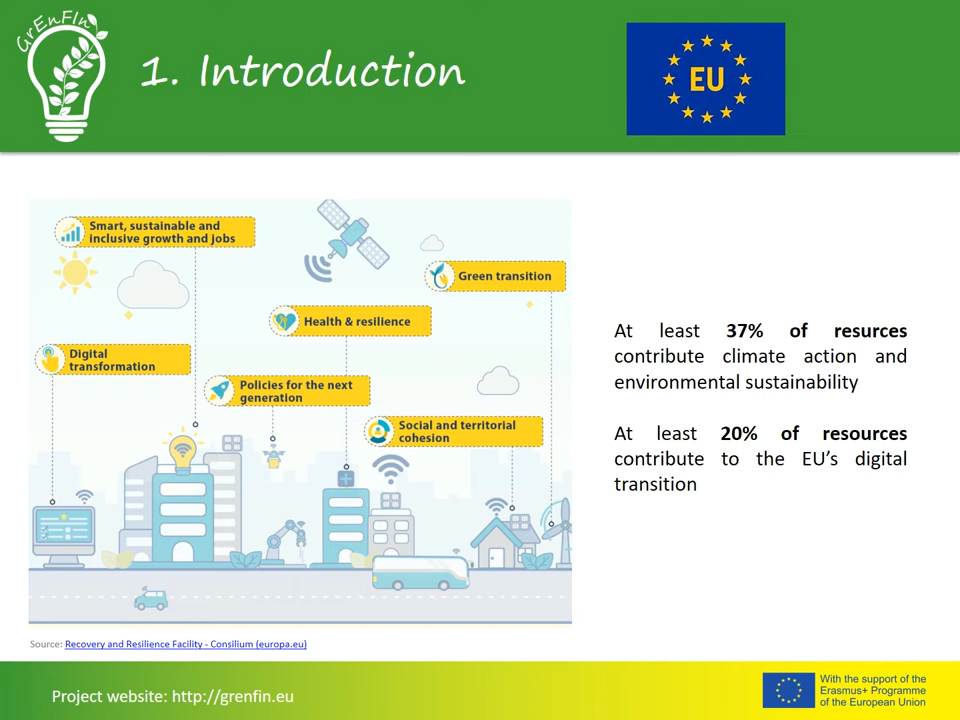 GrEnFIn
1. Introduction
EU
Smart, sustainable and
inclusive growth and jobs
Green transition
Health & resilience
Digital
transformation
Policies for the next
generation
Social and territorial
cohesion
At least 37% of resurces
contribute climate action and
environmental sustainability
At least 20% of resources
contribute to the EU’s digital
transition
Source: Recovery and Resilience Facility - Consilium (europa.eu)
Project website: http://grenfin.eu
With the support of the
Erasmus+ Programme
of the European Union